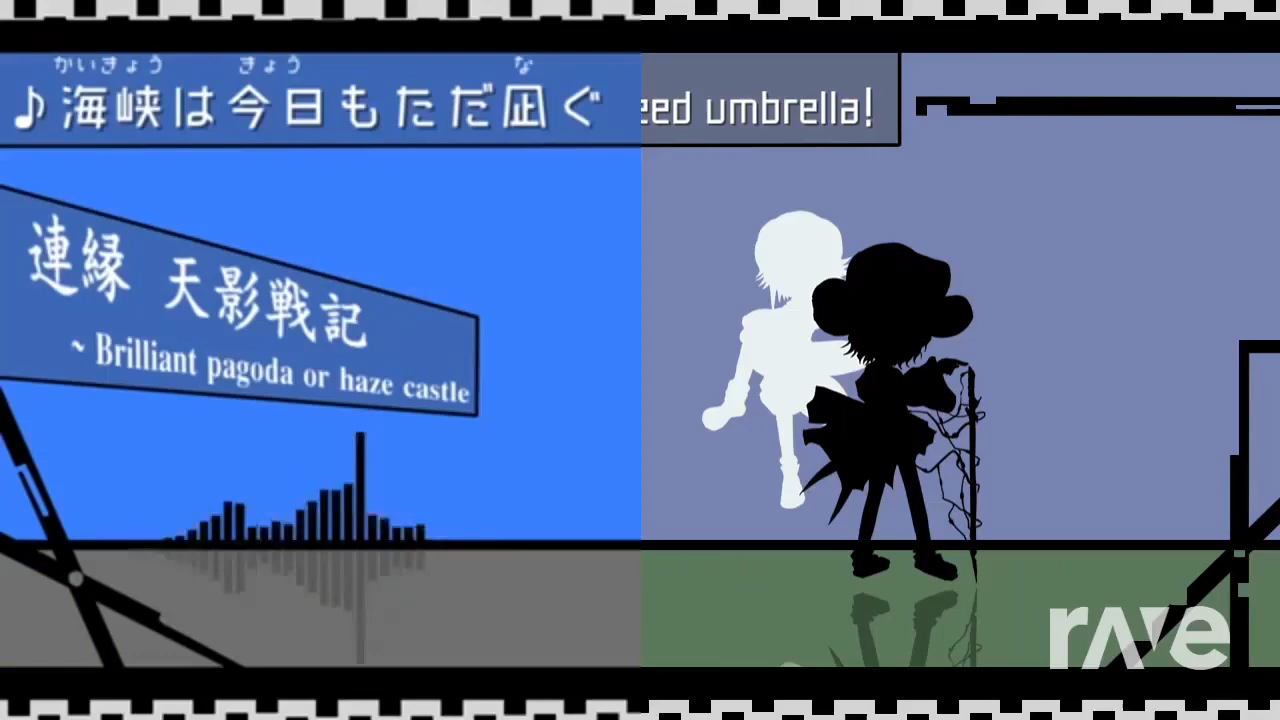 かいきょう きょう な
♪海峡は今日もただ凪ぐ
eed umbrella!
連縁 天影戦記
~ Brilliant pagoda or haze castle
rave